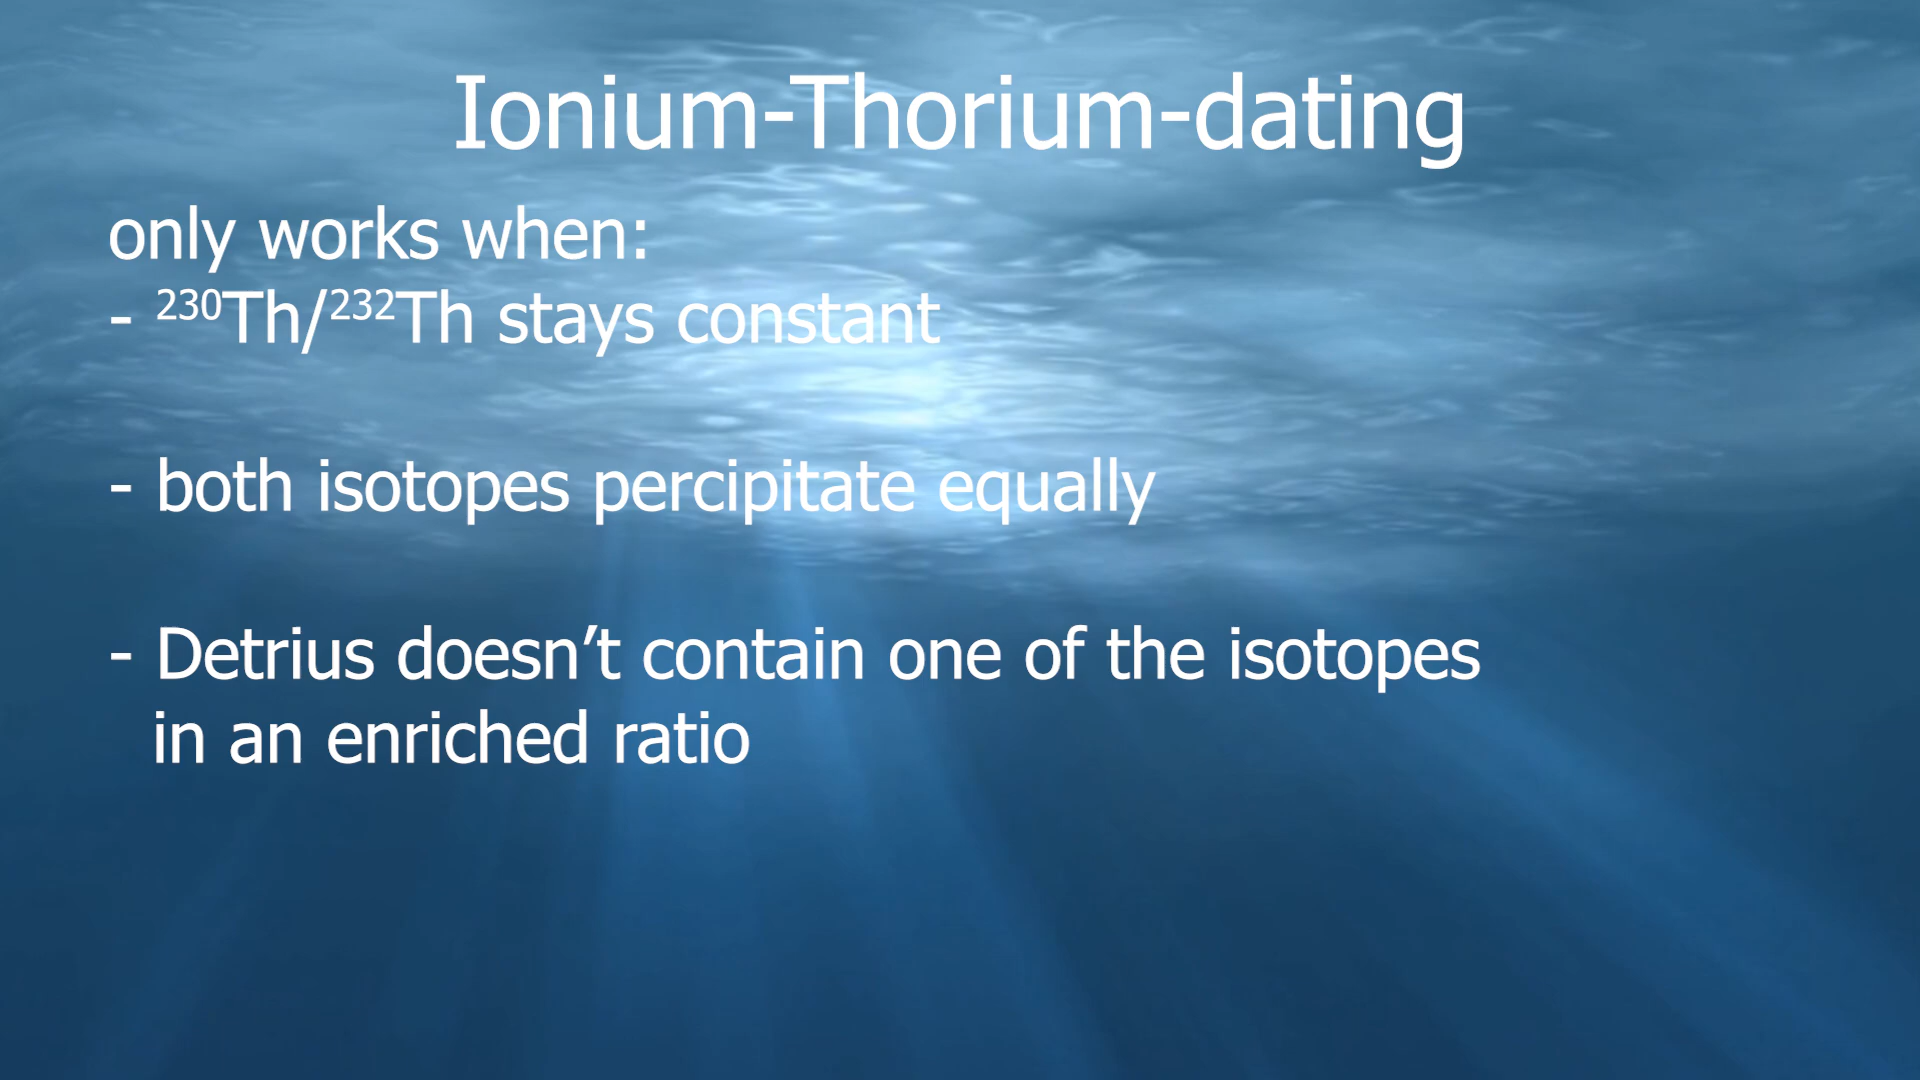 Ionium-Thorium-dating
only works when:
- ²³⁰Th/²³²Th stays constant
- both isotopes percipitate equally
- Detrius doesn’t contain one of the isotopes
in an enriched ratio